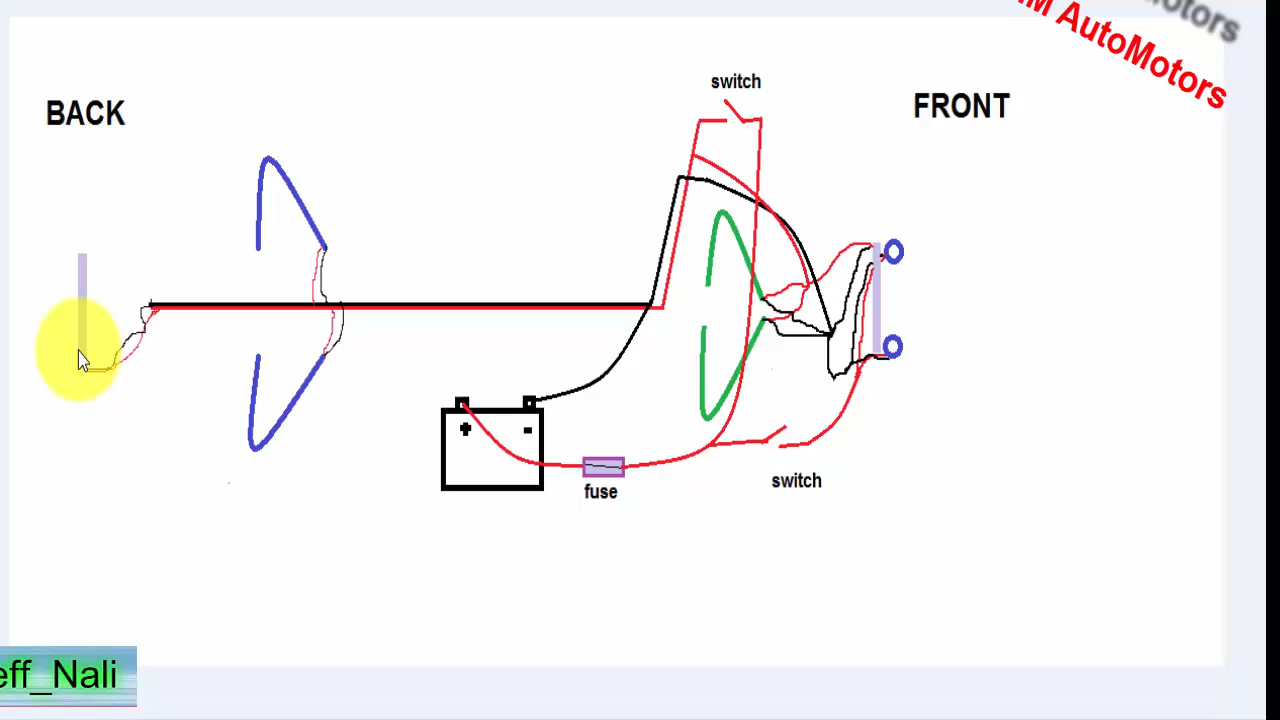 AutoMotors
switch
BACK
FRONT
+
-
switch
fuse
eff_Nali